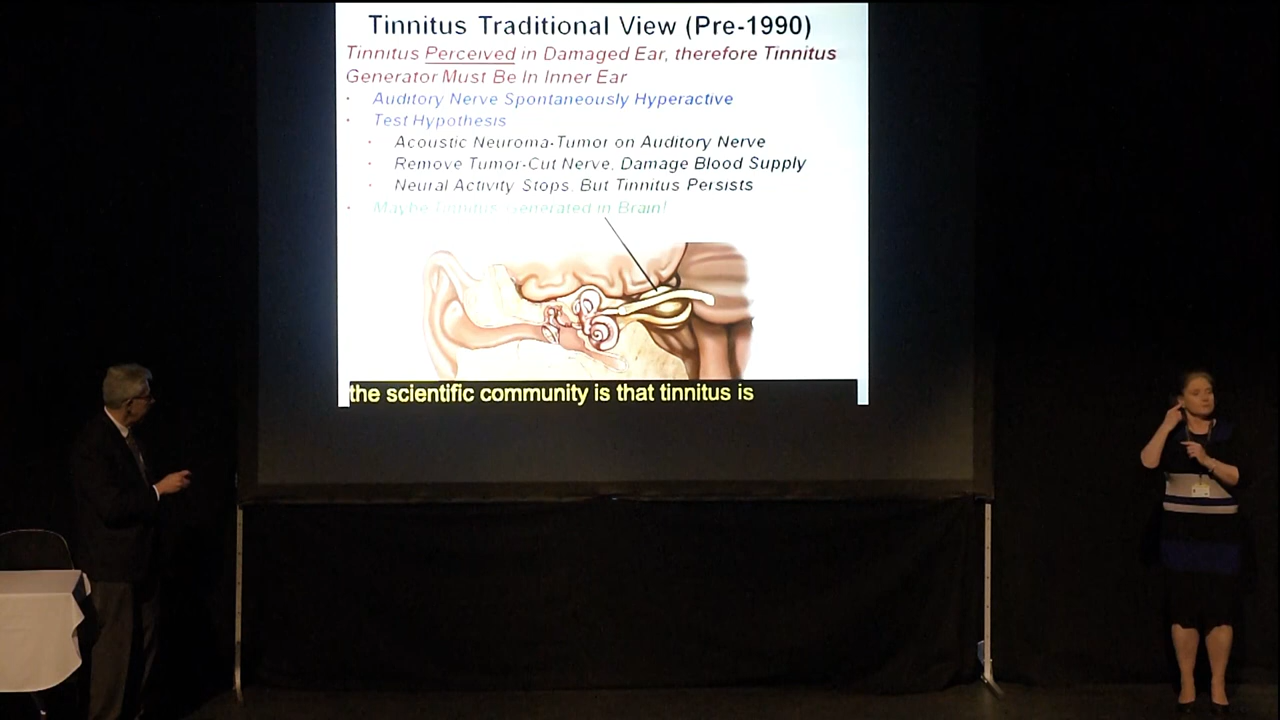 Tinnitus Traditional View (Pre-1990)
Tinnitus Perceived in Damaged Ear, therefore Tinnitus
Generator Must Be In Inner Ear
• Auditory Nerve Spontaneously Hyperactive
• Test Hypothesis
• Acoustic Neuroma-Tumor on Auditory Nerve
• Remove Tumor-Cut Nerve, Damage Blood Supply
• Neural Activity Stops, But Tinnitus Persists
• Maybe Tinnitus Generated in Brain!
the scientific community is that tinnitus is